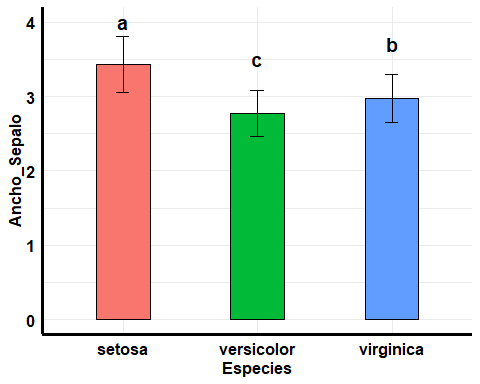 Ancho_Sepalo
4
3
2
1
0
a
c
b
setosa
versicolor
virginica
Especies